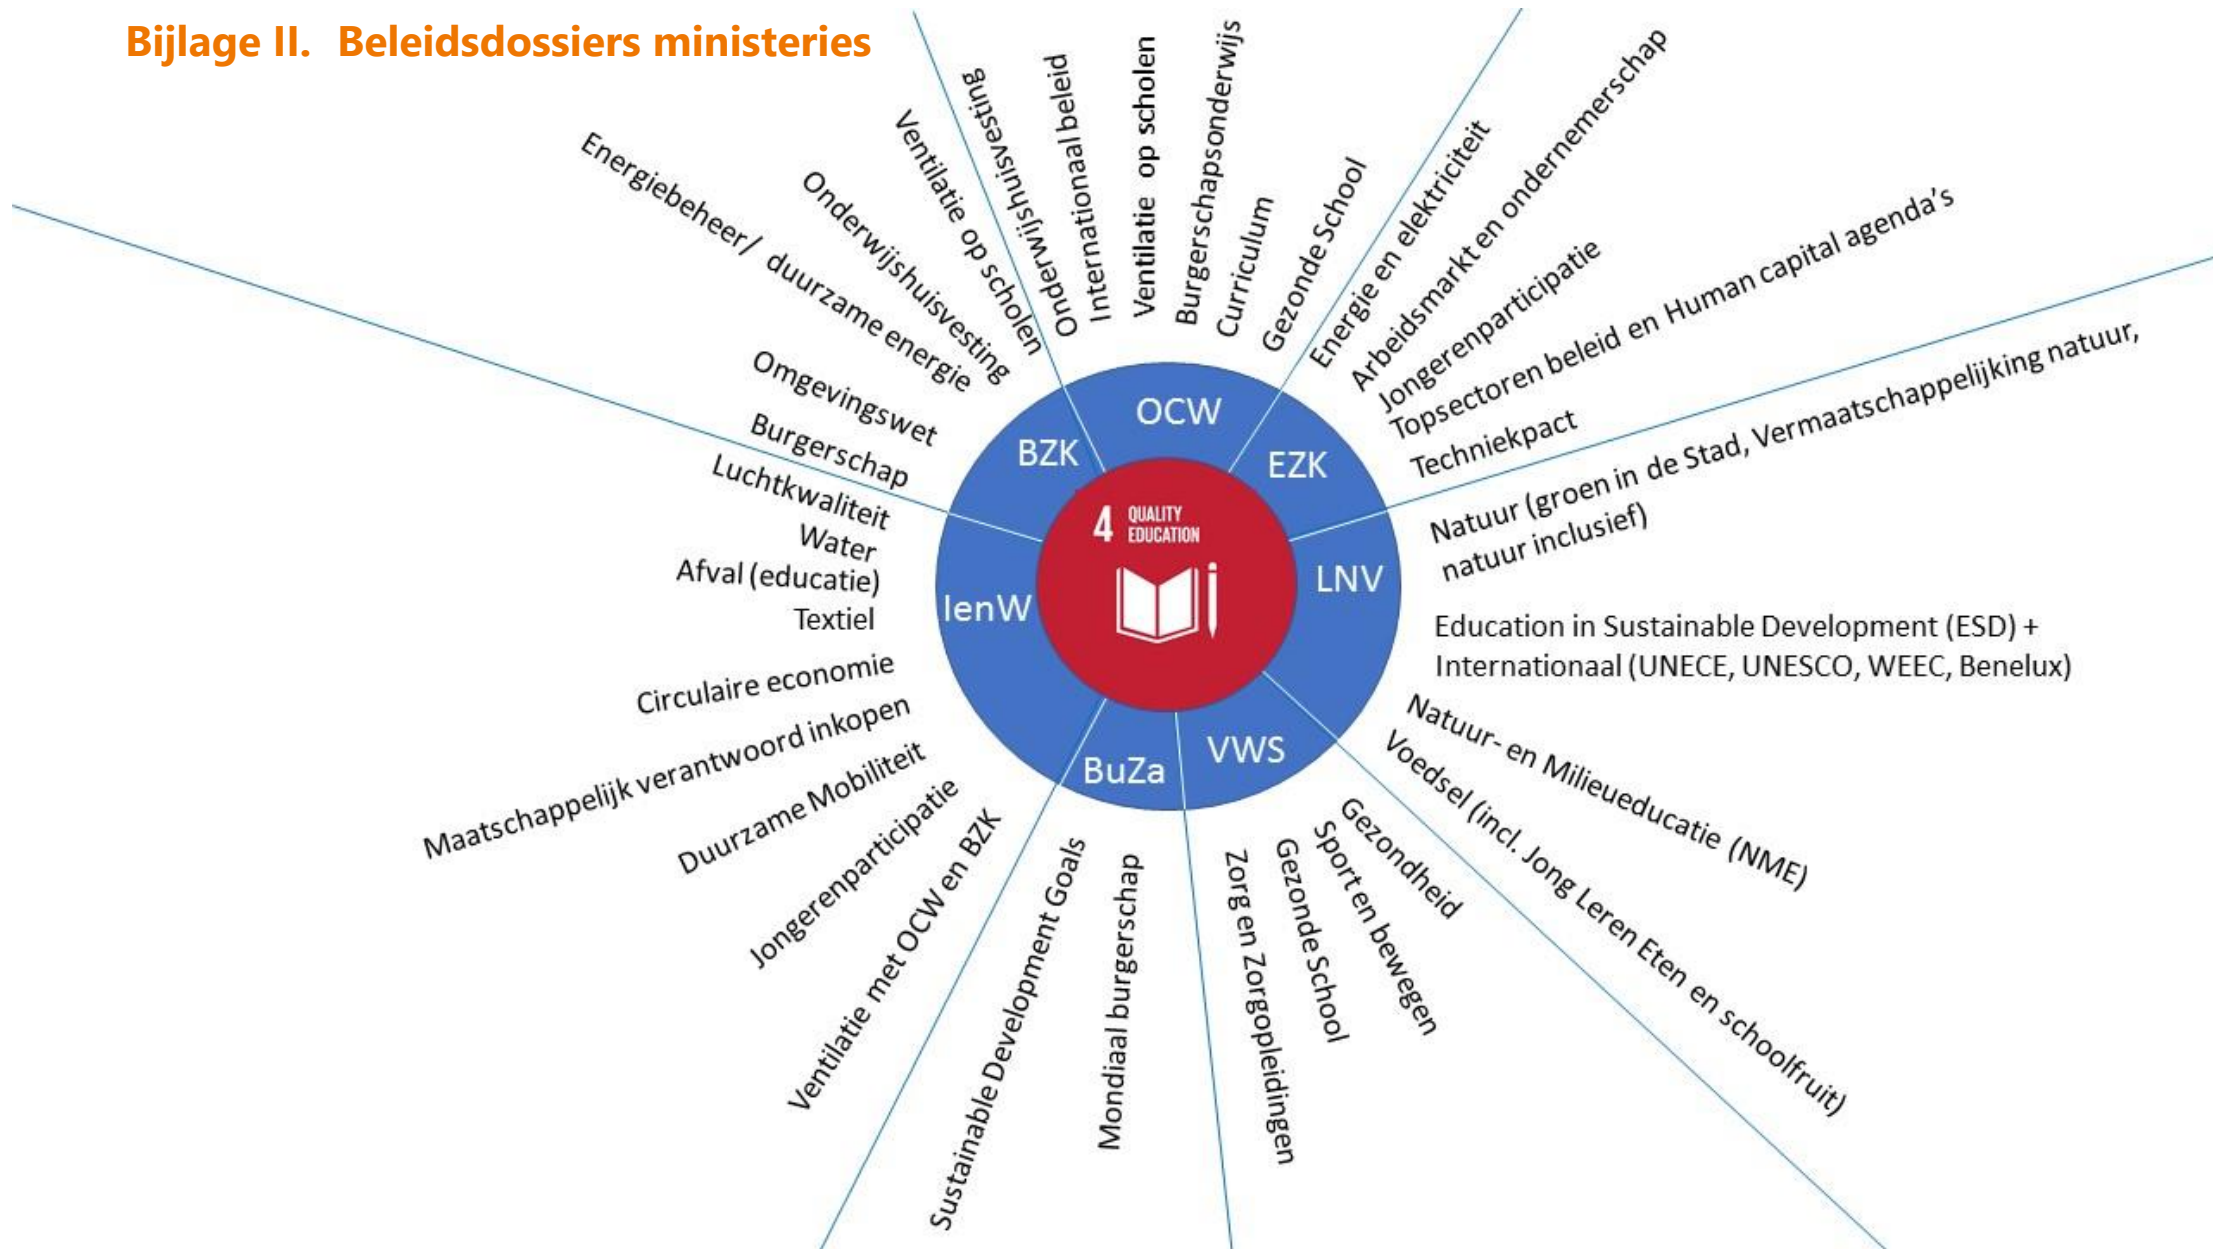 Bijlage II. Beleidsdossiers ministeries
Onderwijshuisvesting
Internationaal beleid
Ventilatie op scholen
Burgerschapsonderwijs
Curriculum
Gezonde School
Energie en elektriciteit
Arbeidsmarkt en ondernemerschap
Jongerenparticipatie
Topsectoren beleid en Human capital agenda's
Techniekpact
Natuur (groen in de Stad, Vermaatschappelijking natuur,
natuur inclusief)
Education in Sustainable Development (ESD) +
Internationaal (UNECE, UNESCO, WEEC, Benelux)
Natuur- en Milieueducatie (NME)
Voedsel (incl. Jong Leren Eten en schoolfruit)
Gezondheid
Sport en bewegen
Gezonde School
Zorg en Zorgopleidingen
Mondiaal burgerschap
Sustainable Development Goals
Ventilatie met OCW en BZK
Jongerenparticipatie
Duurzame Mobiliteit
Maatschappelijk verantwoord inkopen
Circulaire economie
Textiel
Afval (educatie)
Water
Luchtkwaliteit
Burgerschap
Omgevingswet
Energiebeheer/ duurzame energie
Onderwijshuisvesting
Ventilatie op scholen
OCW
EZK
LNV
VWS
BuZa
IenW
BZK
4 QUALITY
EDUCATION